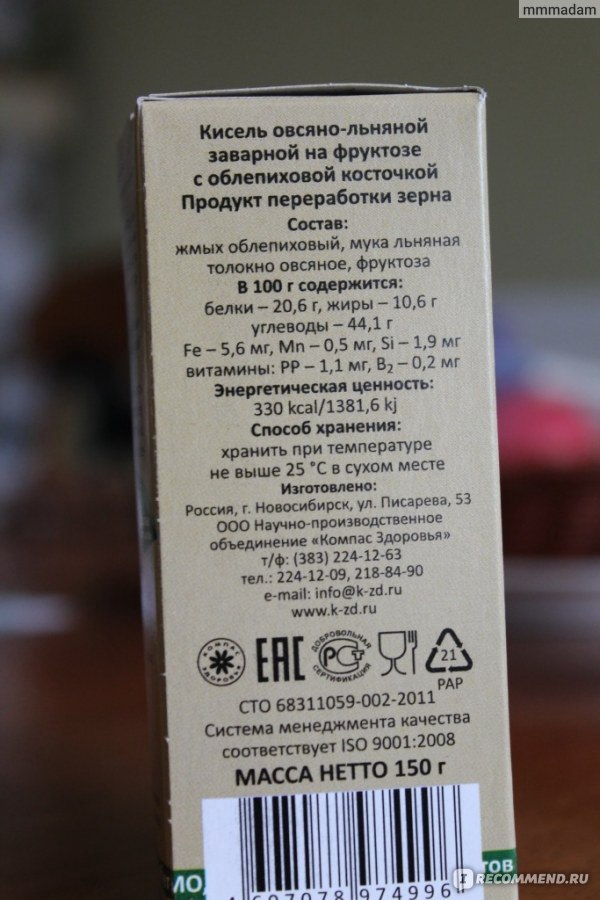 mmmadam
Кисель овсяно-льняной
заварной на фруктозе
с облепиховой косточкой
Продукт переработки зерна
Состав:
жмых облепиховый, мука льняная
толокно овсяное, фруктоза
В 100 г содержится:
белки – 20,6 г, жиры – 10,6 г
углеводы – 44,1 г
Fe – 5,6 мг, Mn – 0,5 мг, Si – 1,9 мг
витамины: PP – 1,1 мг, B₂ – 0,2 мг
Энергетическая ценность:
330 kcal/1381,6 kj
Способ хранения:
хранить при температуре
не выше 25 °С в сухом месте
Изготовлено:
Россия, г. Новосибирск, ул. Писарева, 53
ООО Научно-производственное
объединение «Компас Здоровья»
т/ф: (383) 224-12-63
тел.: 224-12-09, 218-84-90
e-mail: info@k-zd.ru
www.k-zd.ru
КОМПАС ЗДОРОВЬЯ
ЕАС
ДОБРОВОЛЬНАЯ СЕРТИФИКАЦИЯ
РСТ
21
PAP
СТО 68311059-002-2011
Система менеджмента качества
соответствует ISO 9001:2008
МАССА НЕТТО 150 г
4 607078 974996
I RECOMMEND.RU